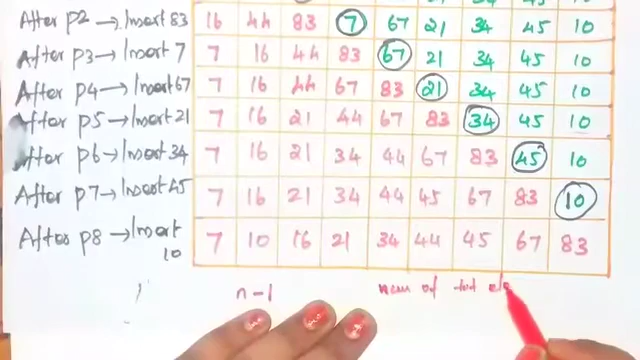 After p2→Insert 83 16 44 83 7 67 21 34 45 10
After p3→Insert 7 7 16 44 83 67 21 34 45 10
After p4→Insert 67 7 16 44 67 83 21 34 45 10
After p5→Insert 21 7 16 21 44 67 83 34 45 10
After p6→Insert 34 7 16 21 34 44 67 83 45 10
After p7→Insert 45 7 16 21 34 44 45 67 83 10
After p8→Insert 10 7 10 16 21 34 44 45 67 83
n-1 num of